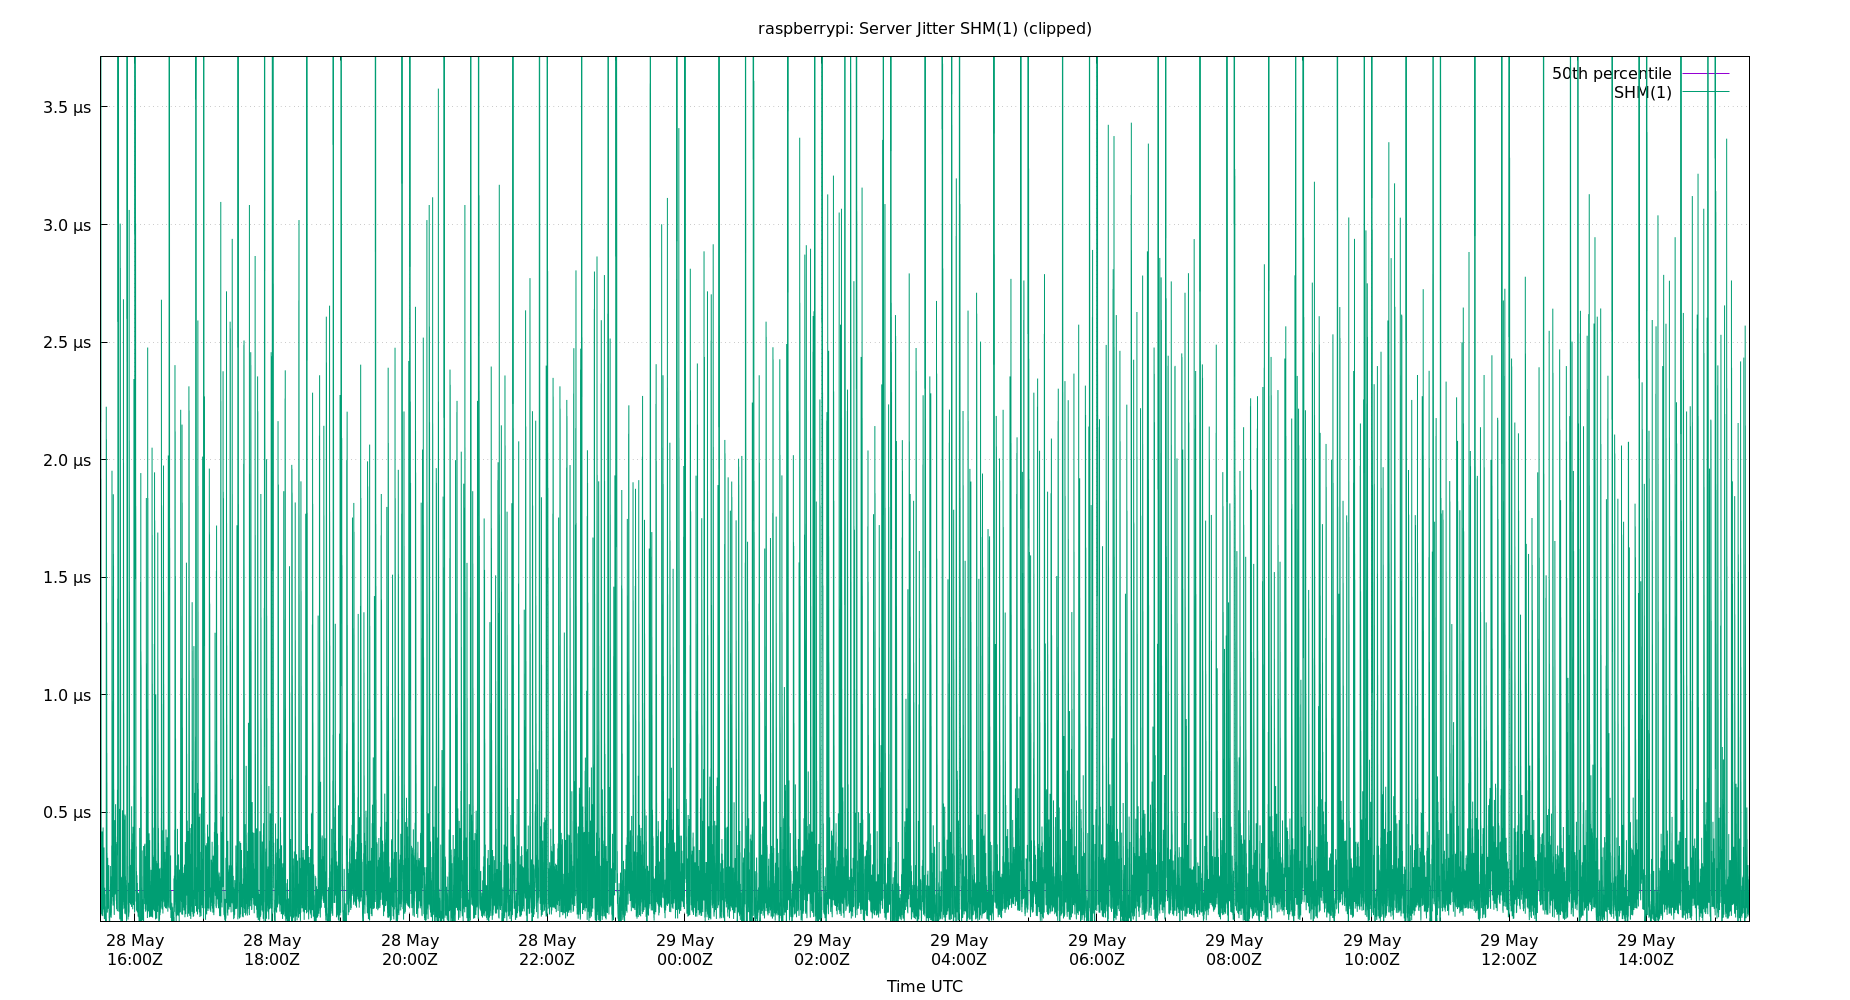 raspberrypi: Server Jitter SHM(1) (clipped)
50th percentile
SHM(1)
3.5 µs
3.0 µs
2.5 µs
2.0 µs
1.5 µs
1.0 µs
0.5 µs
28 May 28 May 28 May 28 May 29 May 29 May 29 May 29 May 29 May 29 May 29 May 29 May
16:00Z 18:00Z 20:00Z 22:00Z 00:00Z 02:00Z 04:00Z 06:00Z 08:00Z 10:00Z 12:00Z 14:00Z
Time UTC